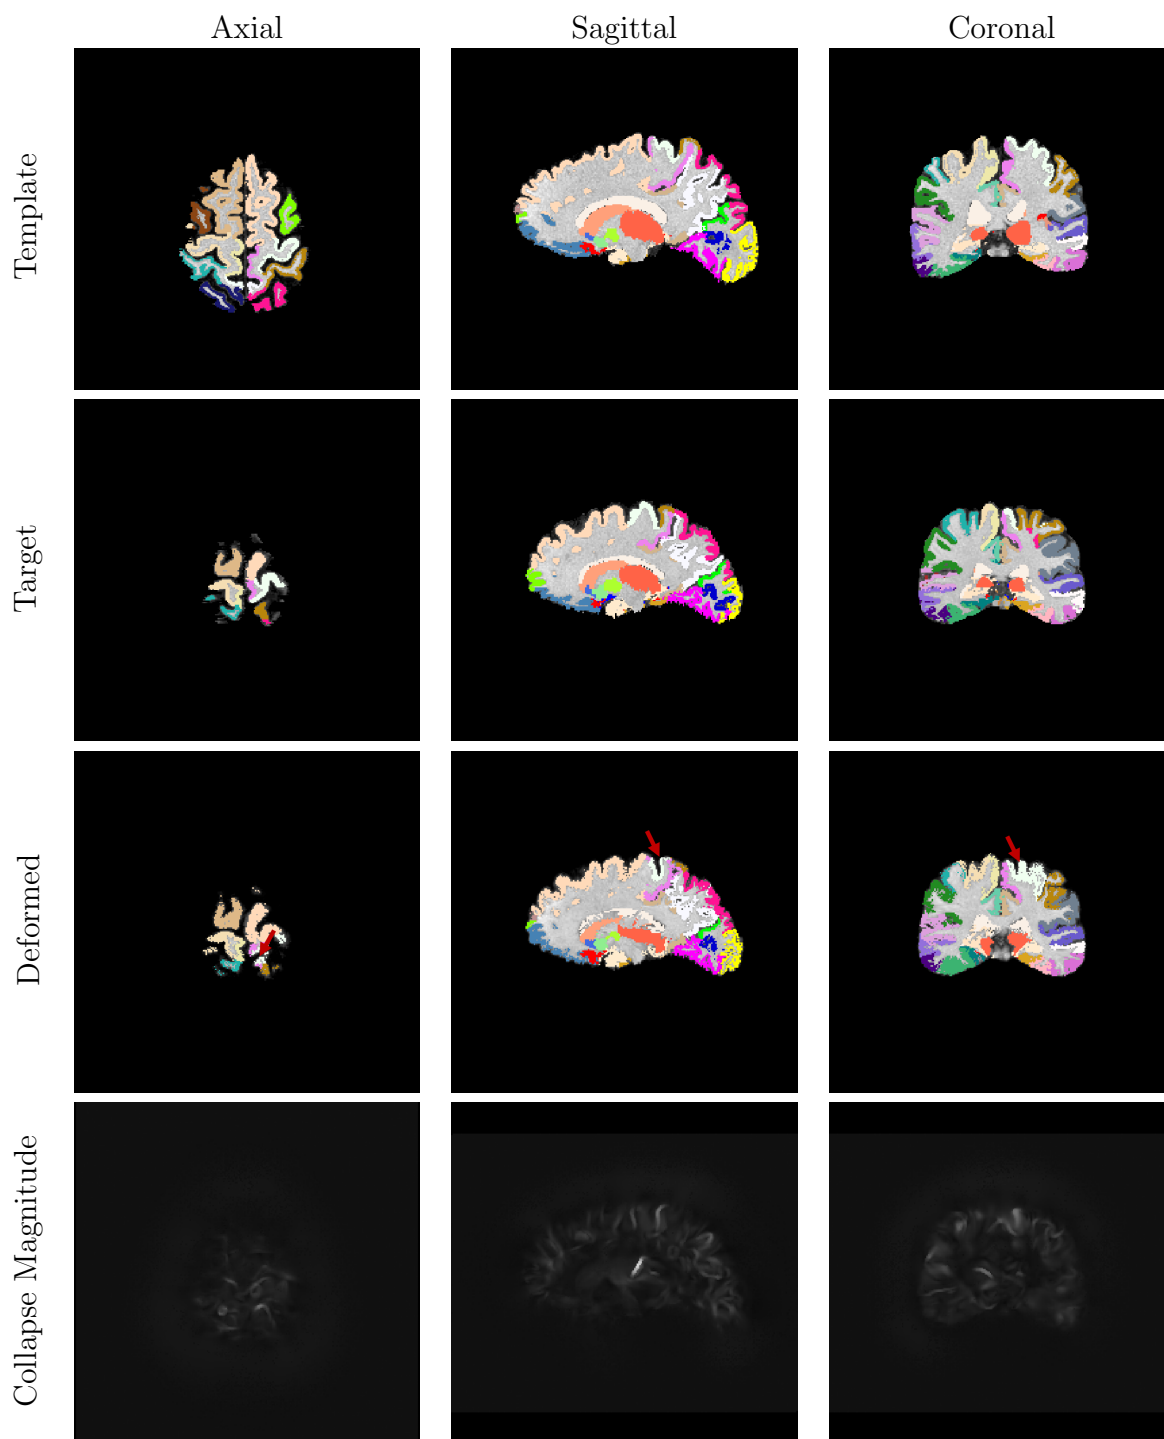 Axial
Sagittal
Coronal
Template
Target
Deformed
Collapse Magnitude